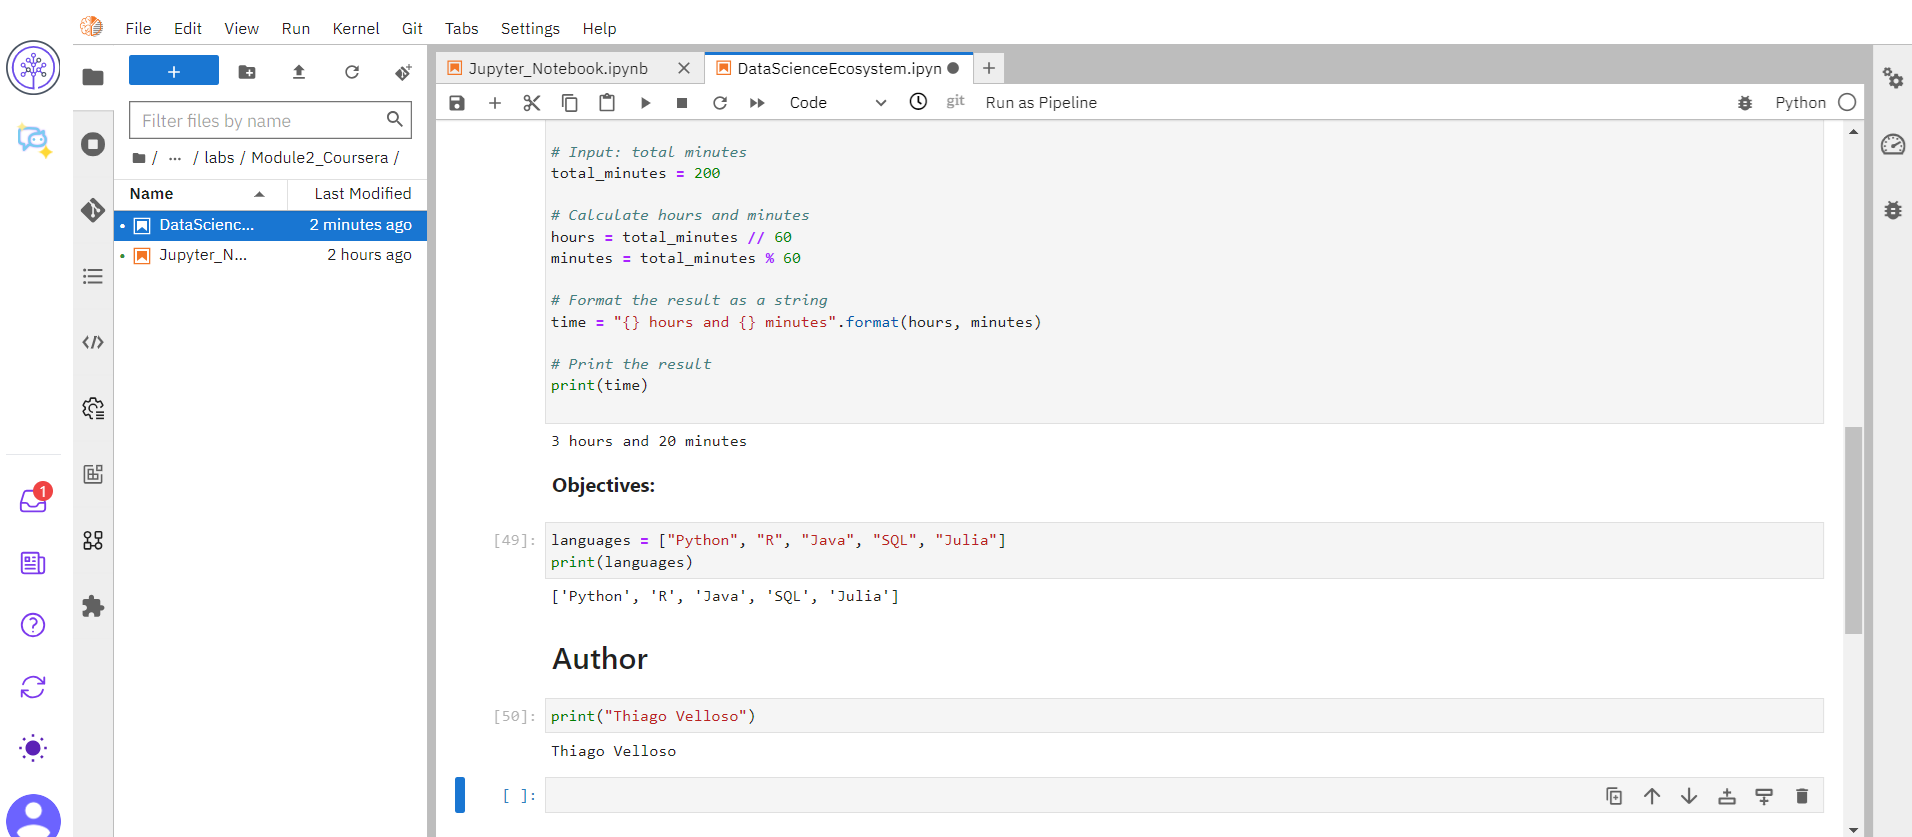 File Edit View Run Kernel Git Tabs Settings Help
+
Filter files by name
/ ... / labs / Module2_Coursera /
Name Last Modified
DataScienc... 2 minutes ago
Jupyter_N... 2 hours ago
1
Jupyter_Notebook.ipynb
DataScienceEcosystem.ipyn
Code
git
Run as Pipeline
Python
# Input: total minutes
total_minutes = 200
# Calculate hours and minutes
hours = total_minutes // 60
minutes = total_minutes % 60
# Format the result as a string
time = "{} hours and {} minutes".format(hours, minutes)
# Print the result
print(time)
3 hours and 20 minutes
Objectives:
[49]: languages = ["Python", "R", "Java", "SQL", "Julia"]
print(languages)
['Python', 'R', 'Java', 'SQL', 'Julia']
Author
[50]: print("Thiago Velloso")
Thiago Velloso
[ ]: